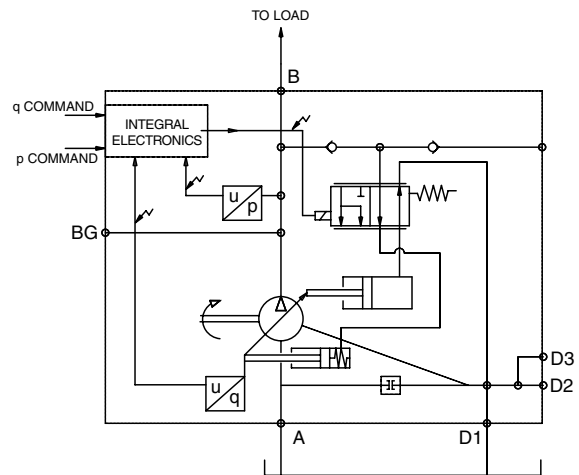 TO LOAD
B
q COMMAND
INTEGRAL
ELECTRONICS
p COMMAND
u
p
BG
u
q
D3
D2
A
D1